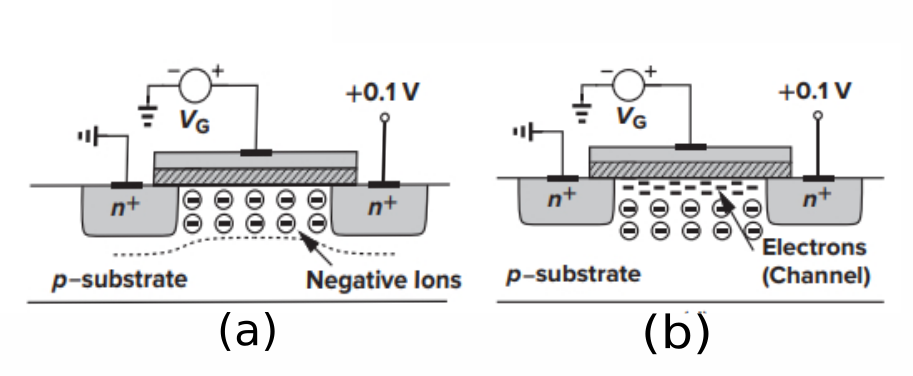 − +
V_G
+0.1 V
n+
n+
p−substrate
Negative Ions
(a)
− +
V_G
+0.1 V
n+
n+
Electrons
(Channel)
p−substrate
(b)